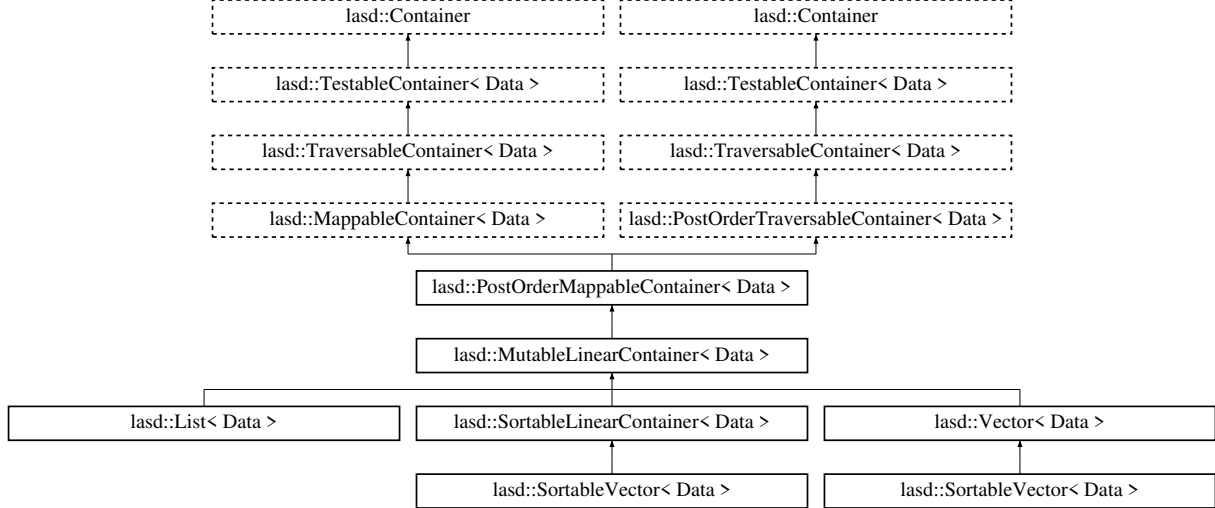 lasd::Container
lasd::Container
lasd::TestableContainer< Data >
lasd::TestableContainer< Data >
lasd::TraversableContainer< Data >
lasd::TraversableContainer< Data >
lasd::MappableContainer< Data >
lasd::PostOrderTraversableContainer< Data >
lasd::PostOrderMappableContainer< Data >
lasd::MutableLinearContainer< Data >
lasd::List< Data >
lasd::SortableLinearContainer< Data >
lasd::Vector< Data >
lasd::SortableVector< Data >
lasd::SortableVector< Data >